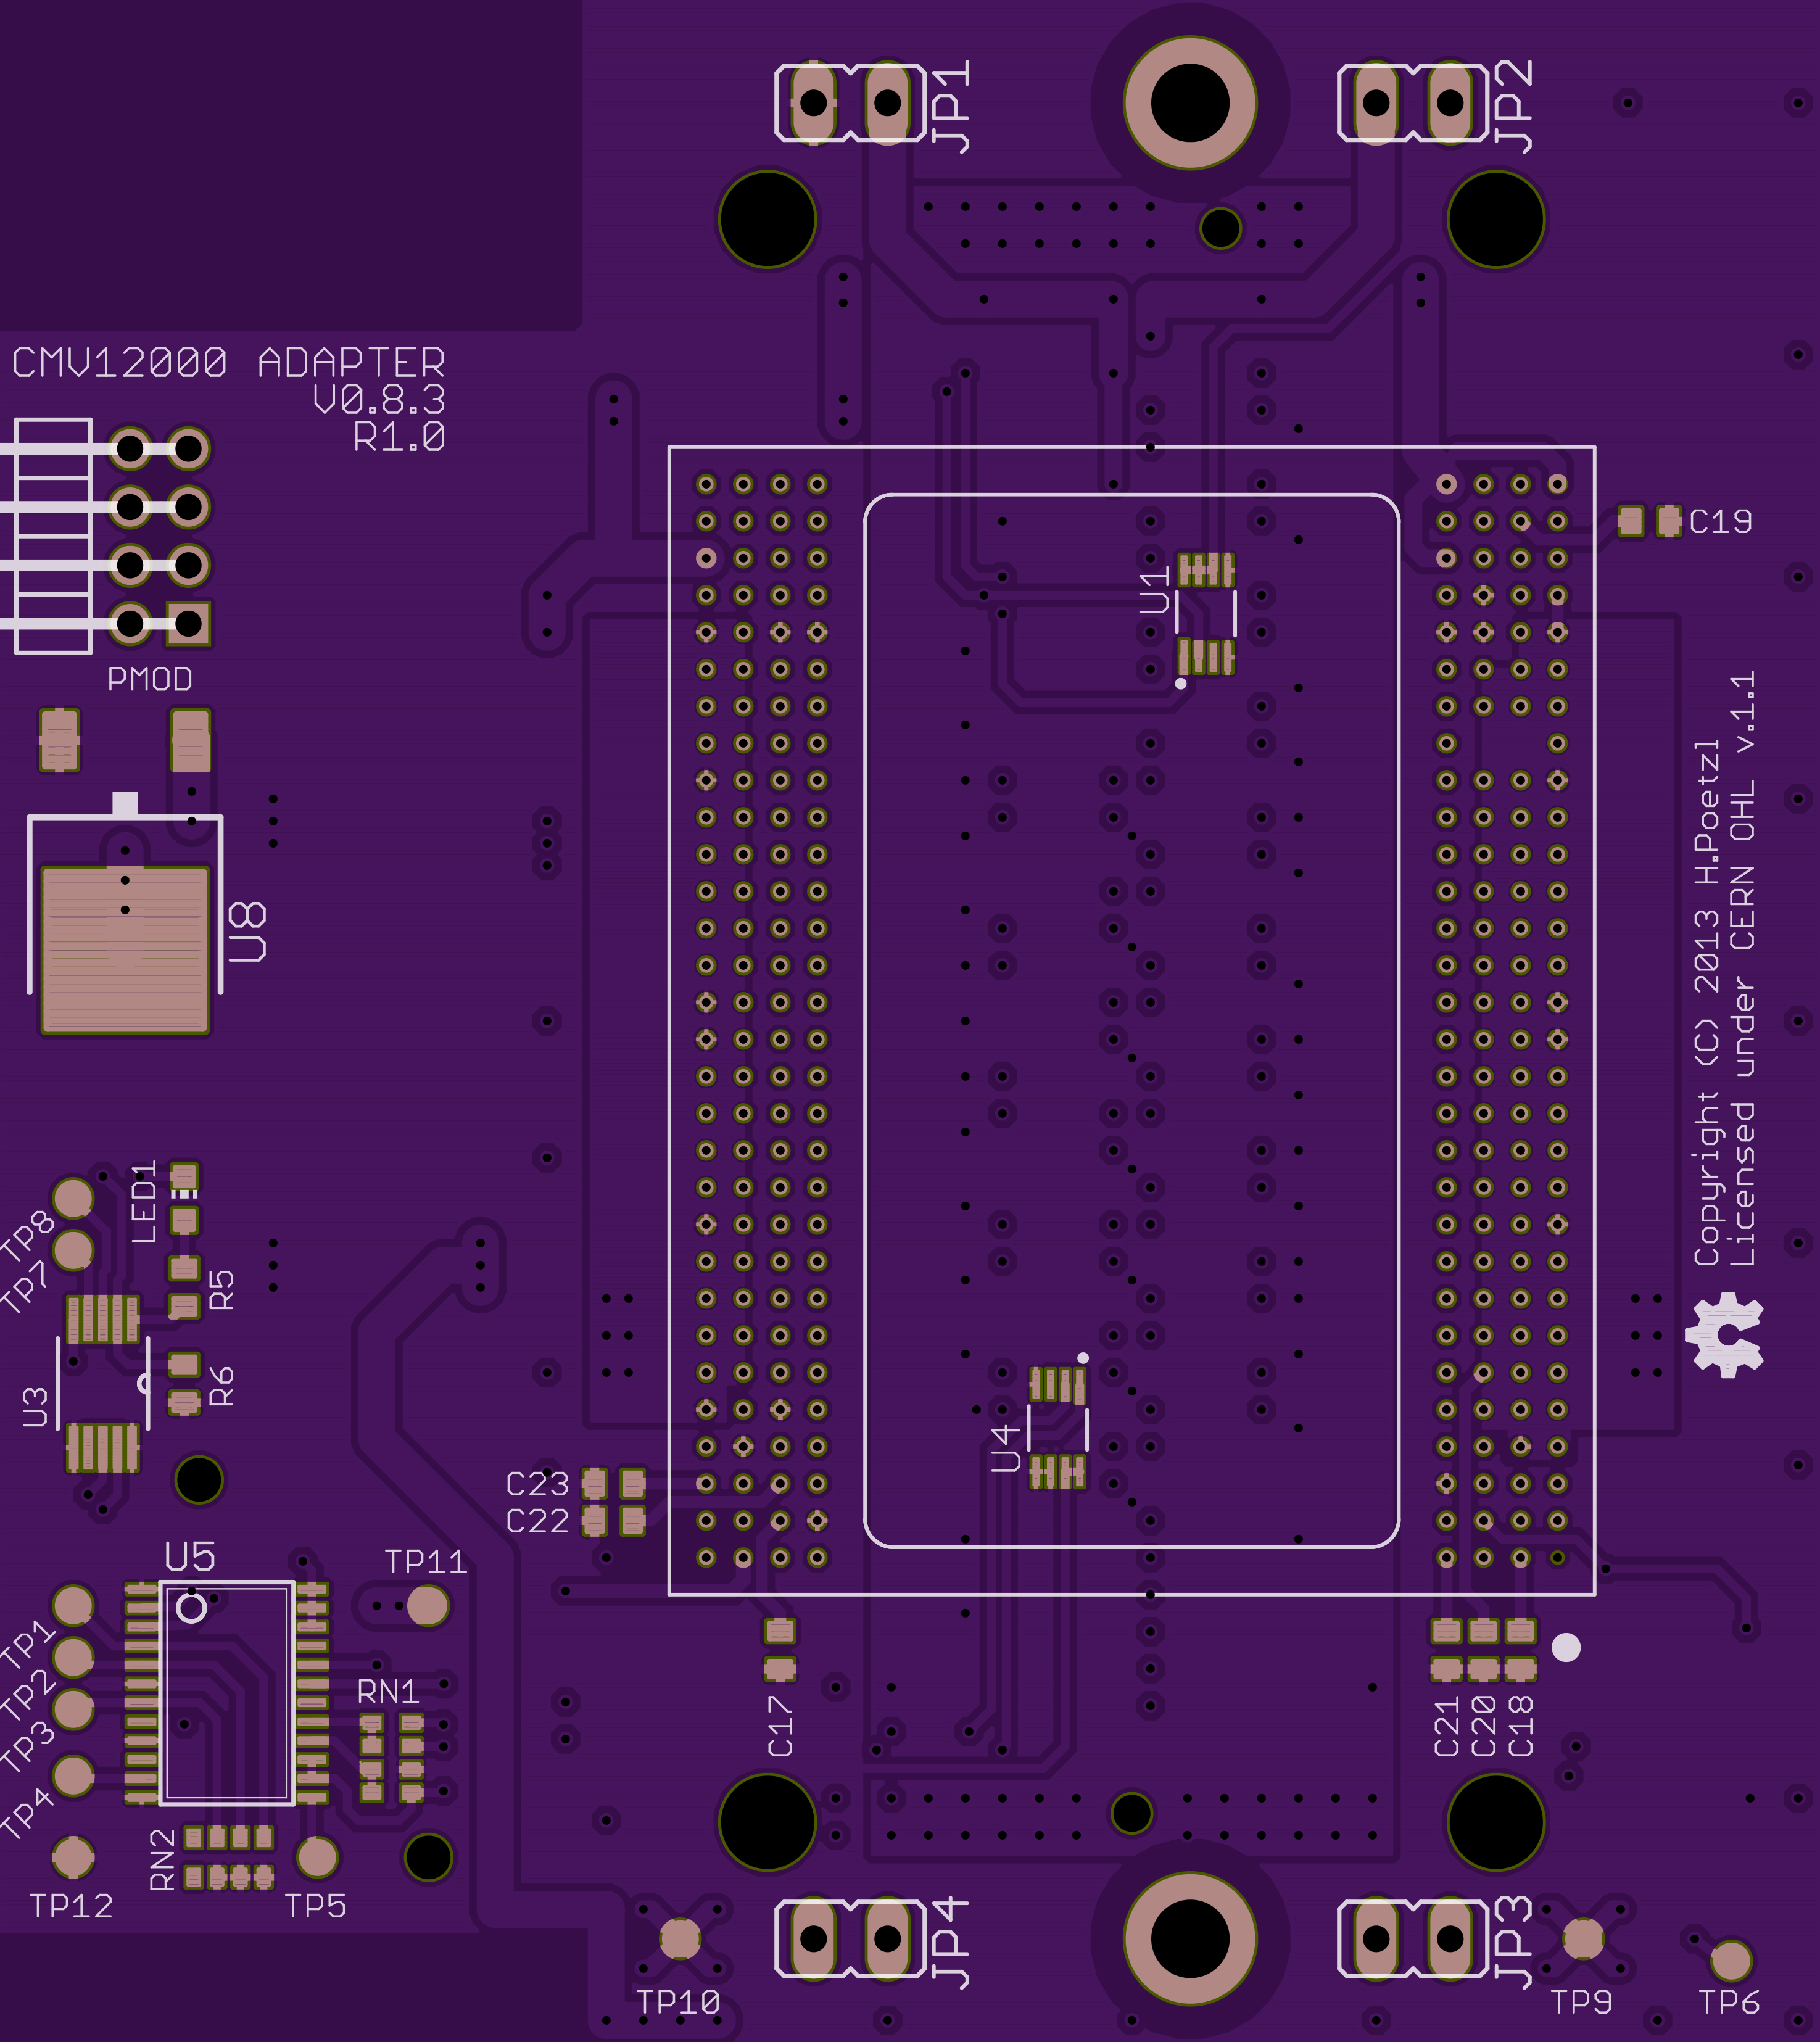 JP1
JP2
CMV12000 ADAPTER
V0.8.3
R1.0
C19
U1
PMOD
Copyright (C) 2013 H.Poetzl
Licensed under CERN OHL v.1.1
U8
LED1
TP8
TP7
R5
R6
U3
U4
C23
C22
U5
TP11
TP1
TP2
TP3
TP4
RN1
C17
C21
C20
C18
RN2
TP12
TP5
JP4
JP3
TP10
TP9
TP6